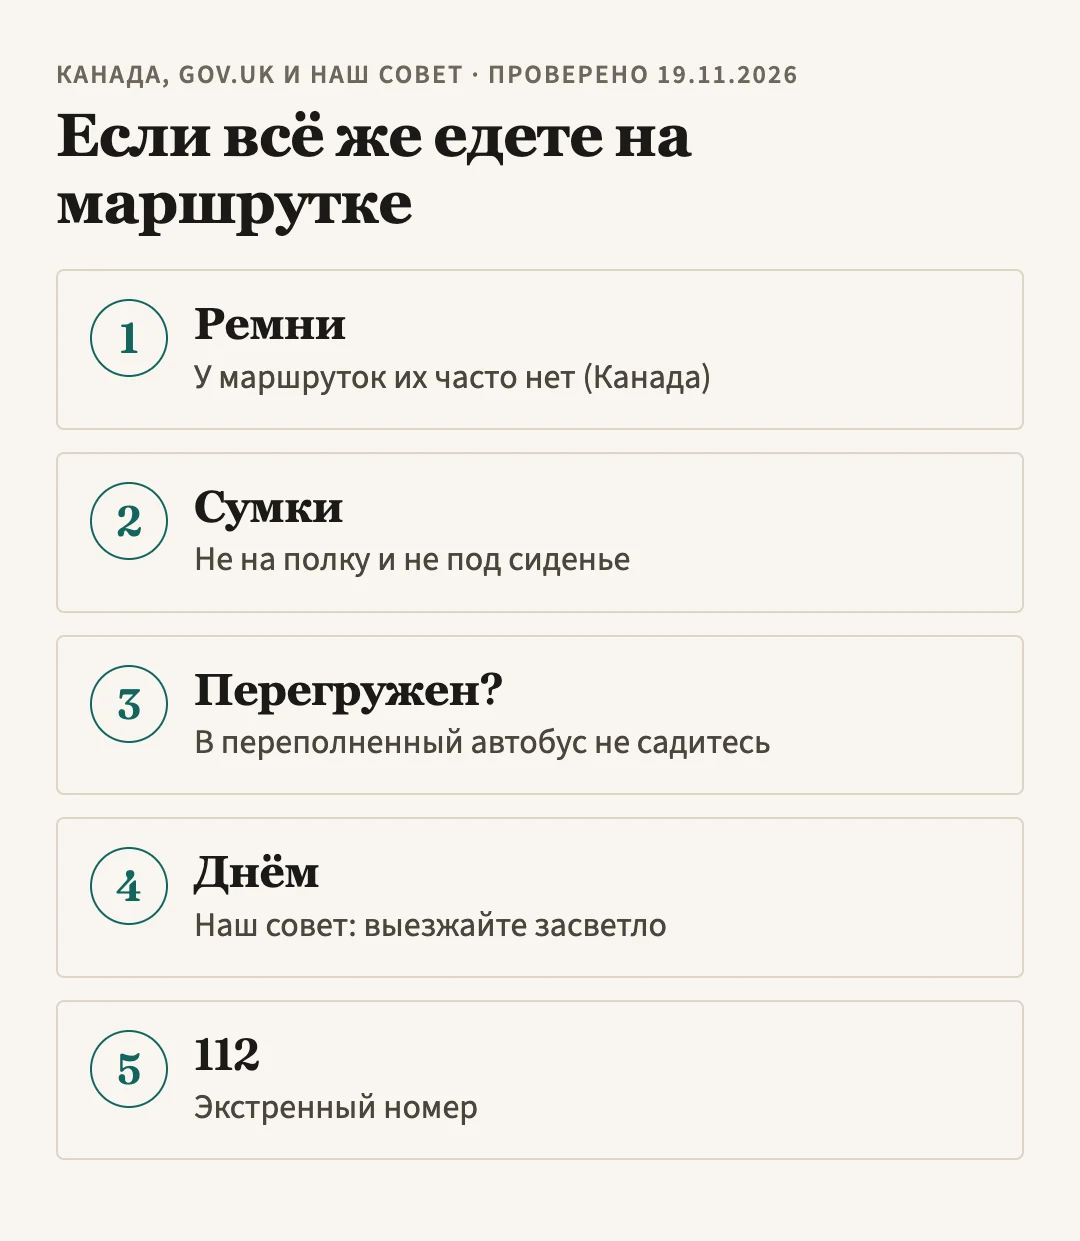 КАНАДА, GOV.UK И НАШ СОВЕТ · ПРОВЕРЕНО 19.11.2026
Если всё же едете на
маршрутке
1
Ремни
У маршруток их часто нет (Канада)
2
Сумки
Не на полку и не под сиденье
3
Перегружен?
В переполненный автобус не садитесь
4
Днём
Наш совет: выезжайте засветло
5
112
Экстренный номер